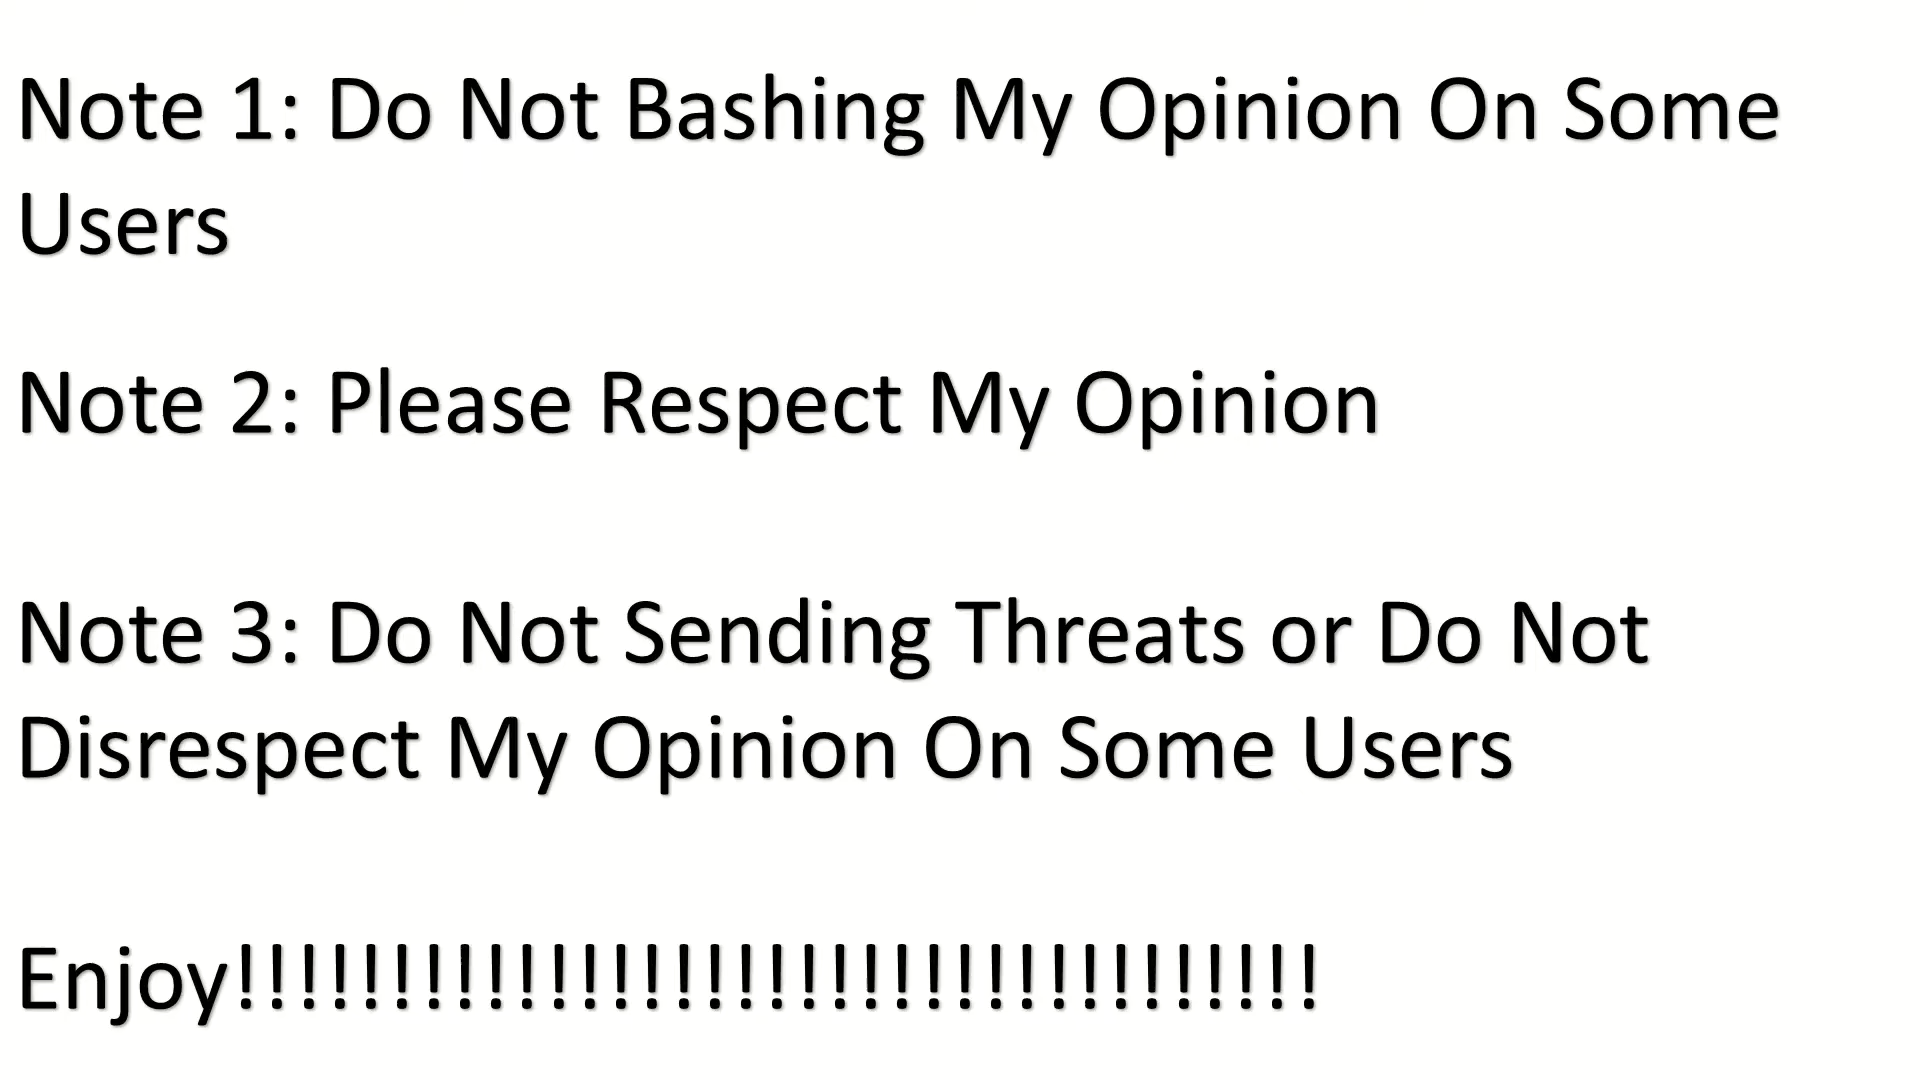 Note 1: Do Not Bashing My Opinion On Some
Users
Note 2: Please Respect My Opinion
Note 3: Do Not Sending Threats or Do Not
Disrespect My Opinion On Some Users
Enjoy!!!!!!!!!!!!!!!!!!!!!!!!!!!!!!!!!!!